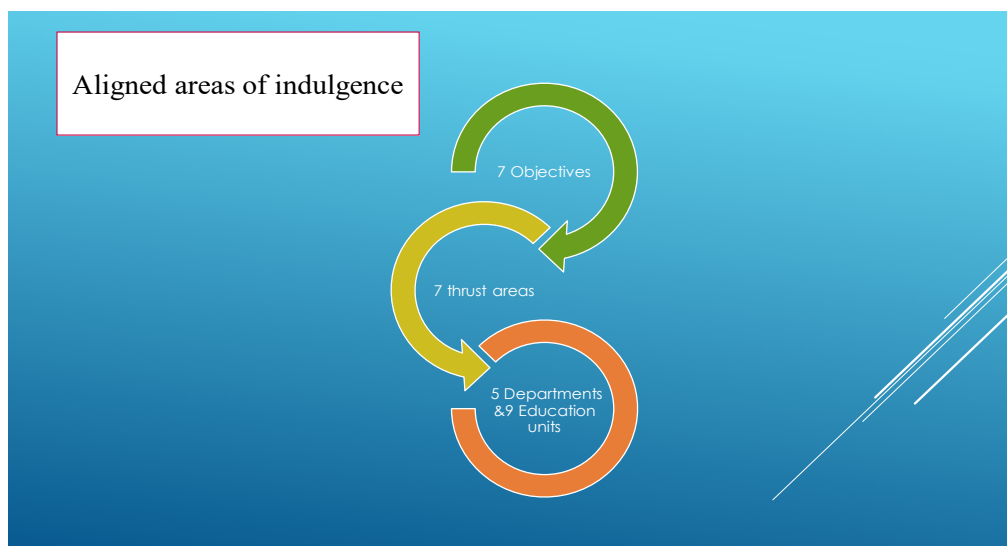 Aligned areas of indulgence
7 Objectives
7 thrust areas
5 Departments
&9 Education
units